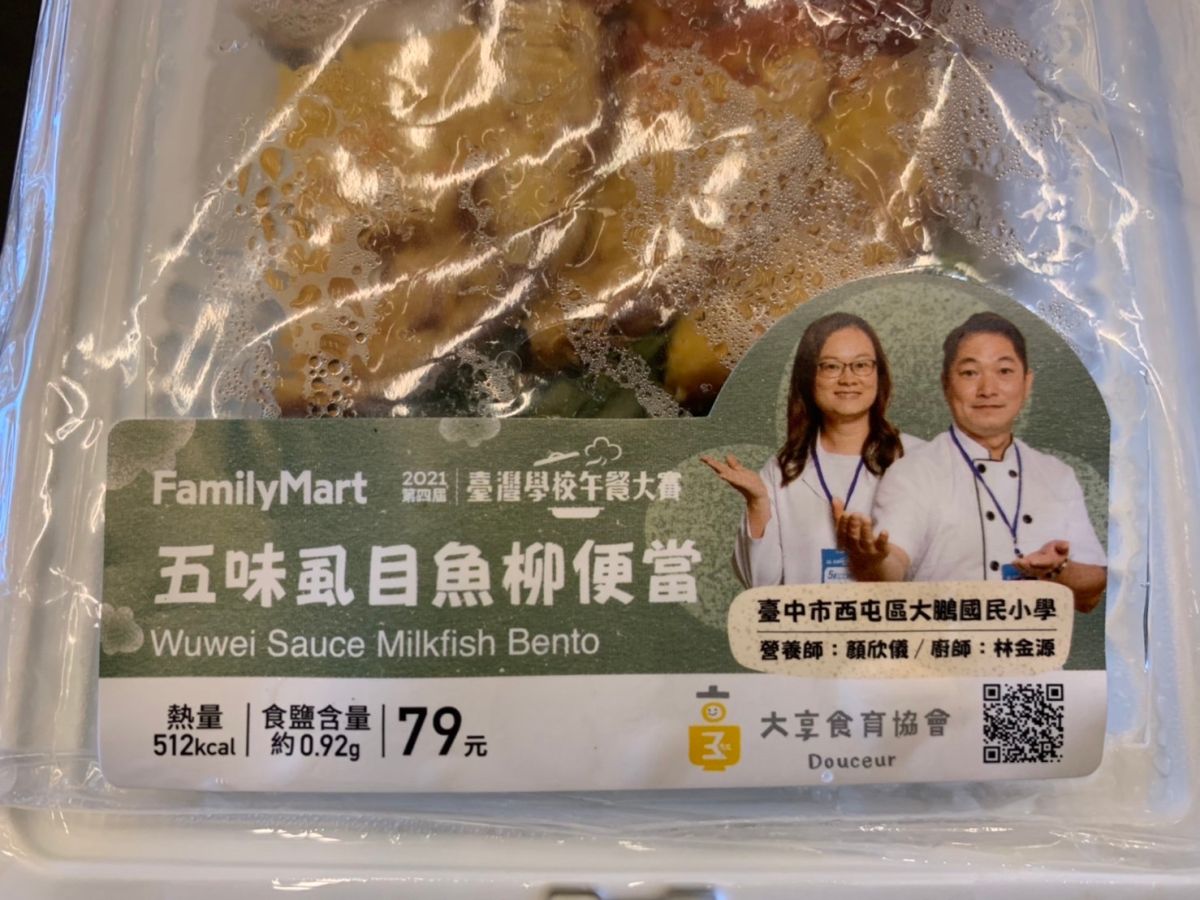 FamilyMart
2021
第四屆
臺灣學校午餐大賽
五味虱目魚柳便當
Wuwei Sauce Milkfish Bento
臺中市西屯區大鵬國民小學
營養師：顏欣儀 / 廚師：林金源
熱量
512kcal
食鹽含量
約 0.92g
79元
大享食育協會
Douceur